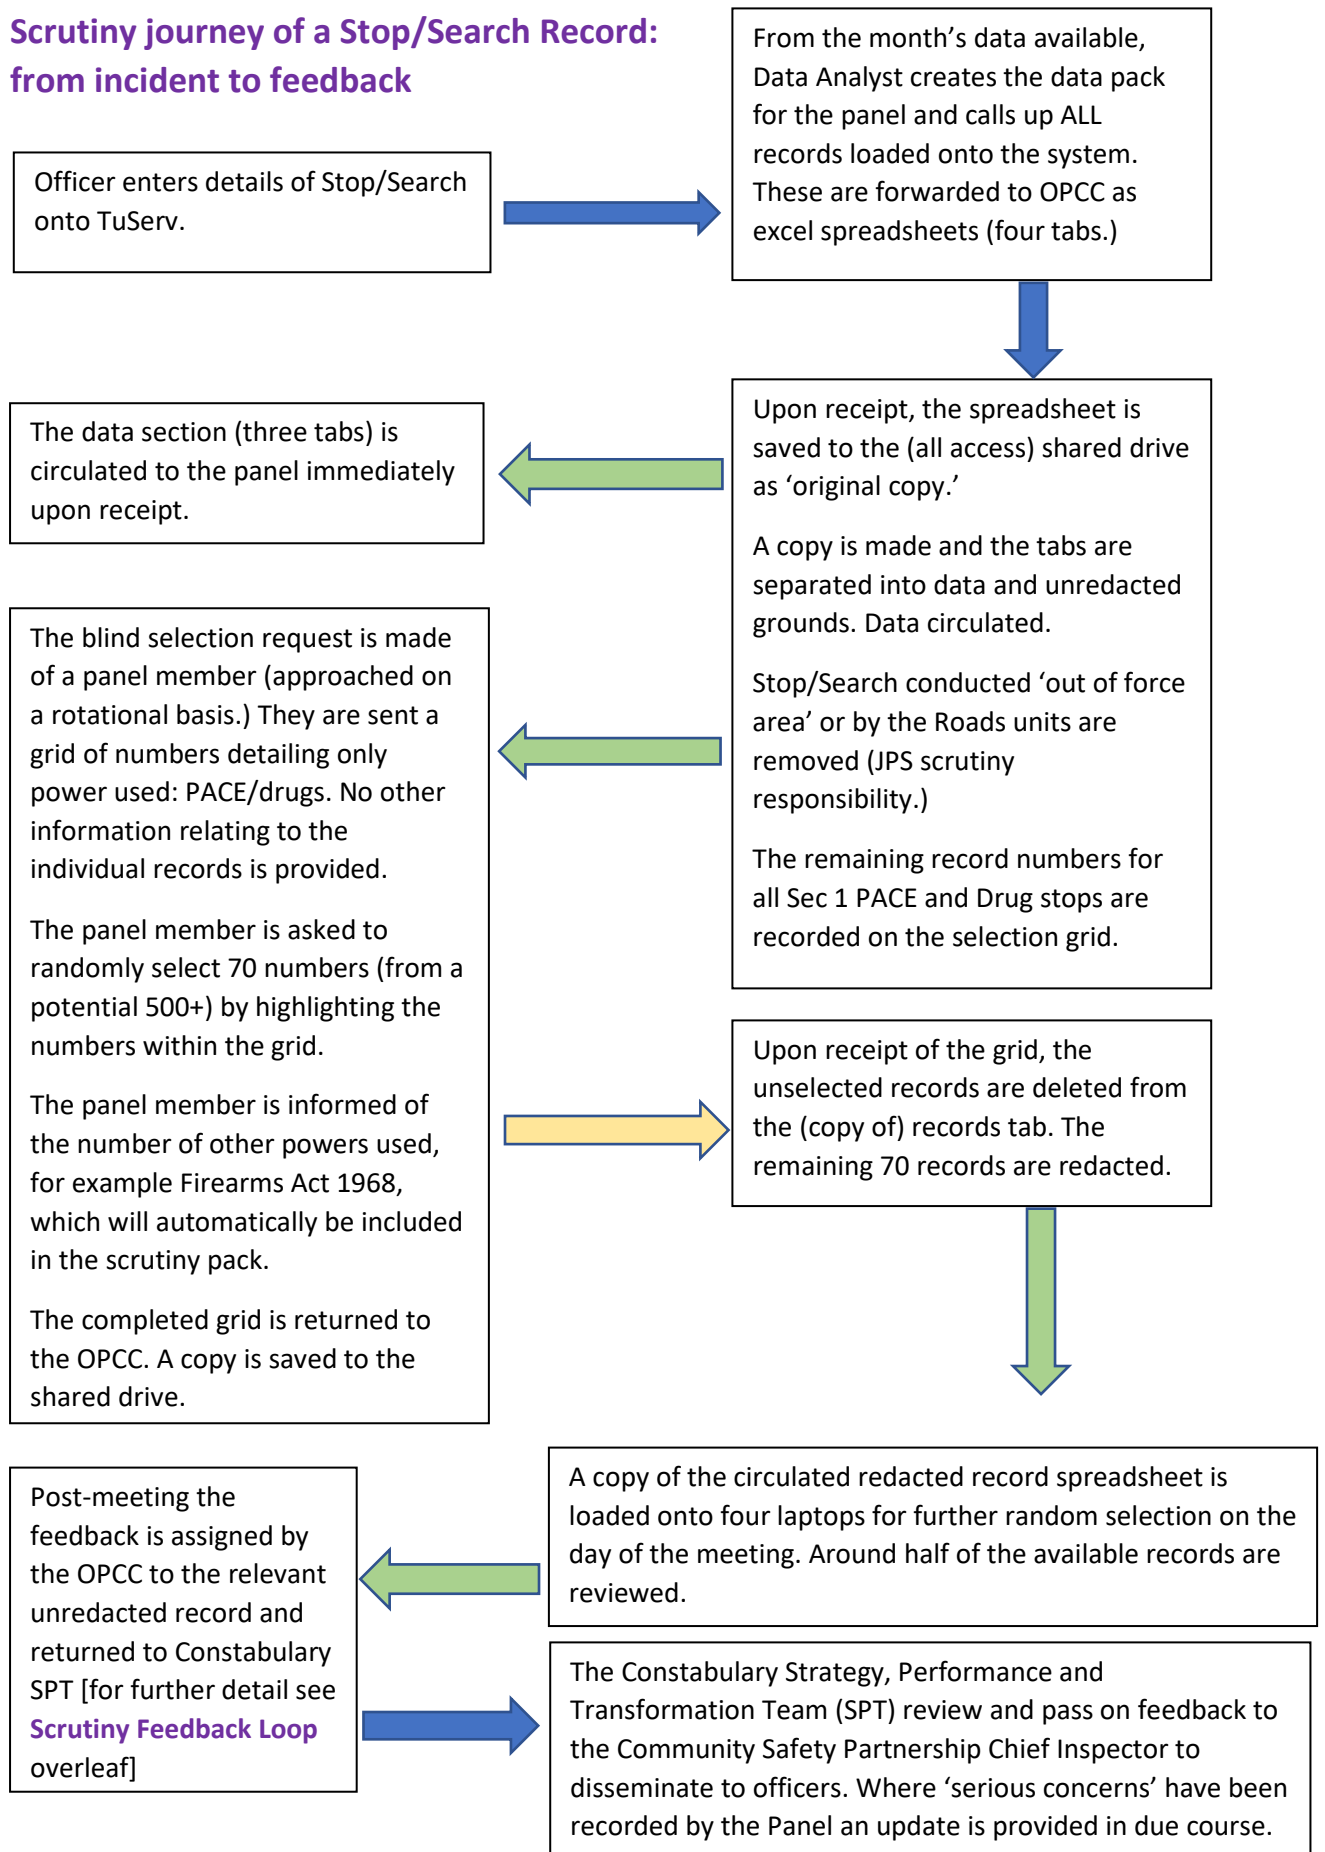 Scrutiny journey of a Stop/Search Record:
from incident to feedback
Officer enters details of Stop/Search
onto TuServ.
From the month’s data available,
Data Analyst creates the data pack
for the panel and calls up ALL
records loaded onto the system.
These are forwarded to OPCC as
excel spreadsheets (four tabs.)
Upon receipt, the spreadsheet is
saved to the (all access) shared drive
as ‘original copy.’
A copy is made and the tabs are
separated into data and unredacted
grounds. Data circulated.
Stop/Search conducted ‘out of force
area’ or by the Roads units are
removed (JPS scrutiny
responsibility.)
The remaining record numbers for
all Sec 1 PACE and Drug stops are
recorded on the selection grid.
The data section (three tabs) is
circulated to the panel immediately
upon receipt.
The blind selection request is made
of a panel member (approached on
a rotational basis.) They are sent a
grid of numbers detailing only
power used: PACE/drugs. No other
information relating to the
individual records is provided.
The panel member is asked to
randomly select 70 numbers (from a
potential 500+) by highlighting the
numbers within the grid.
The panel member is informed of
the number of other powers used,
for example Firearms Act 1968,
which will automatically be included
in the scrutiny pack.
The completed grid is returned to
the OPCC. A copy is saved to the
shared drive.
Upon receipt of the grid, the
unselected records are deleted from
the (copy of) records tab. The
remaining 70 records are redacted.
A copy of the circulated redacted record spreadsheet is
loaded onto four laptops for further random selection on the
day of the meeting. Around half of the available records are
reviewed.
Post-meeting the
feedback is assigned by
the OPCC to the relevant
unredacted record and
returned to Constabulary
SPT [for further detail see
Scrutiny Feedback Loop
overleaf]
The Constabulary Strategy, Performance and
Transformation Team (SPT) review and pass on feedback to
the Community Safety Partnership Chief Inspector to
disseminate to officers. Where ‘serious concerns’ have been
recorded by the Panel an update is provided in due course.